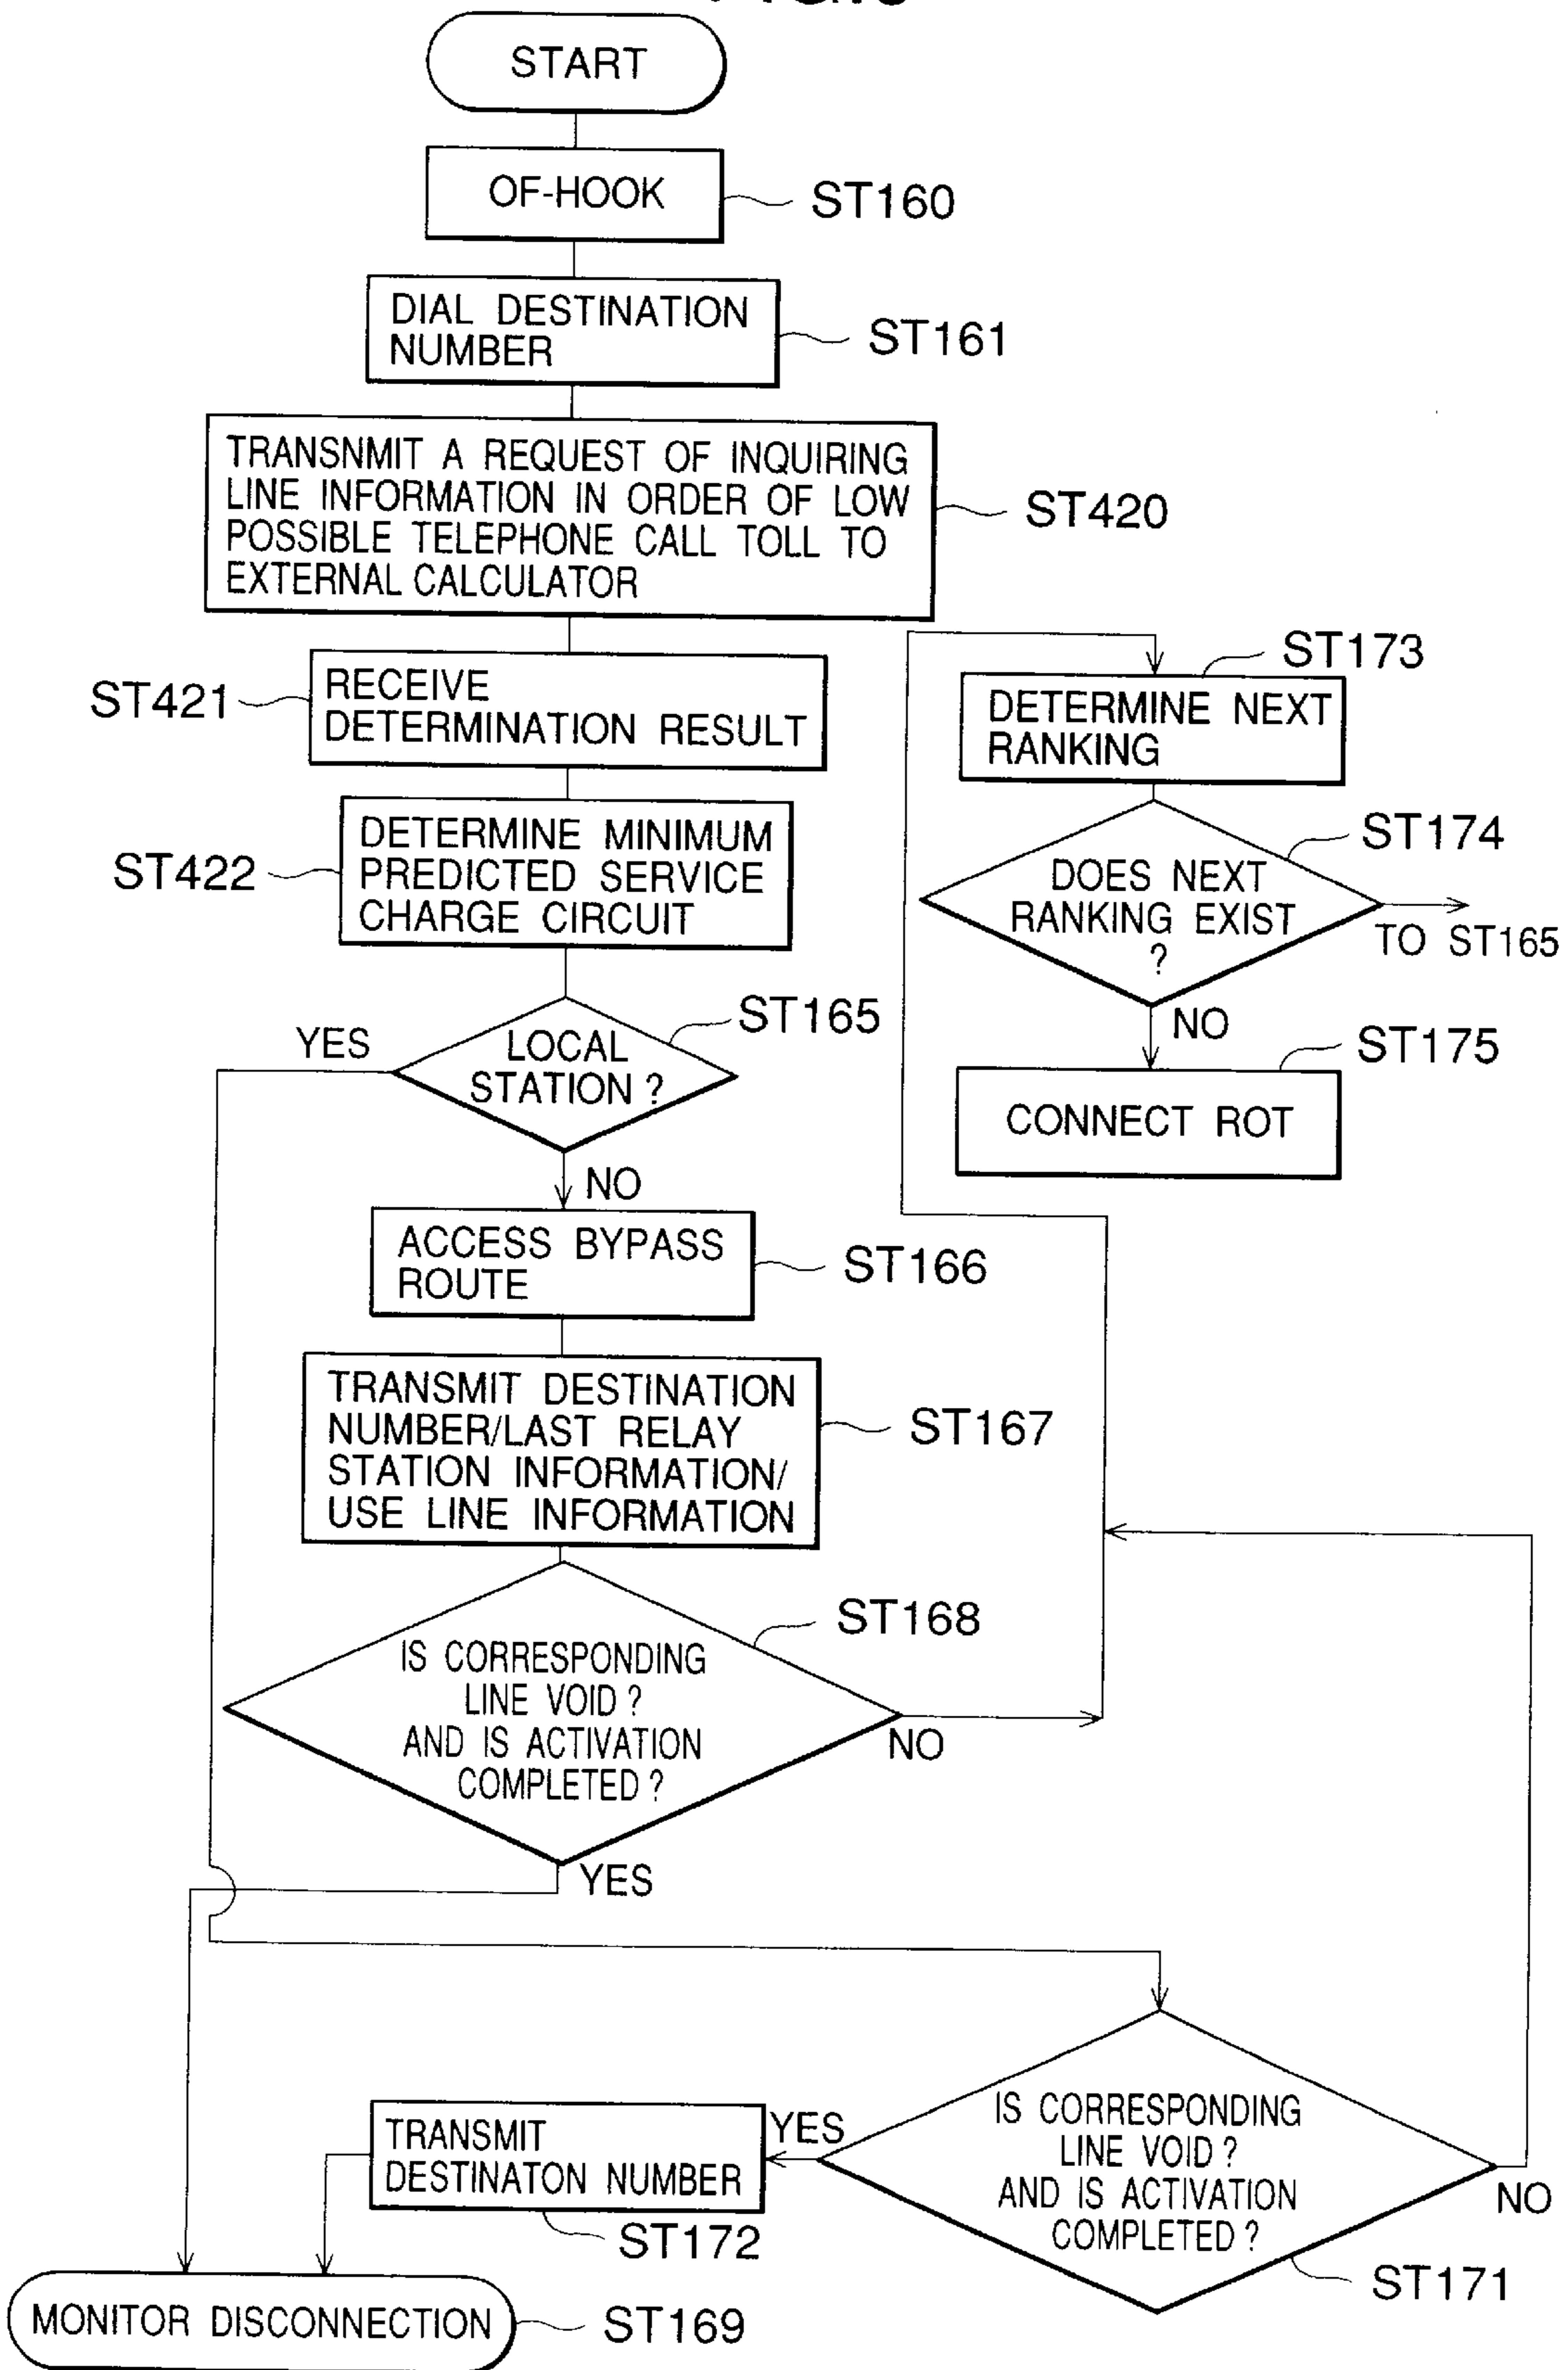 START
OF-HOOK
ST160
DIAL DESTINATION
NUMBER
ST161
TRANSNMIT A REQUEST OF INQUIRING
LINE INFORMATION IN ORDER OF LOW
POSSIBLE TELEPHONE CALL TOLL TO
EXTERNAL CALCULATOR
ST420
RECEIVE
DETERMINATION RESULT
ST421
DETERMINE MINIMUM
PREDICTED SERVICE
CHARGE CIRCUIT
ST422
LOCAL
STATION ?
ST165
YES
NO
ACCESS BYPASS
ROUTE
ST166
TRANSMIT DESTINATION
NUMBER/LAST RELAY
STATION INFORMATION/
USE LINE INFORMATION
ST167
IS CORRESPONDING
LINE VOID ?
AND IS ACTIVATION
COMPLETED ?
ST168
NO
YES
ST173
DETERMINE NEXT
RANKING
ST174
DOES NEXT
RANKING EXIST
?
TO ST165
NO
ST175
CONNECT ROT
IS CORRESPONDING
LINE VOID ?
AND IS ACTIVATION
COMPLETED ?
YES
NO
ST171
TRANSMIT
DESTINATON NUMBER
ST172
MONITOR DISCONNECTION
ST169